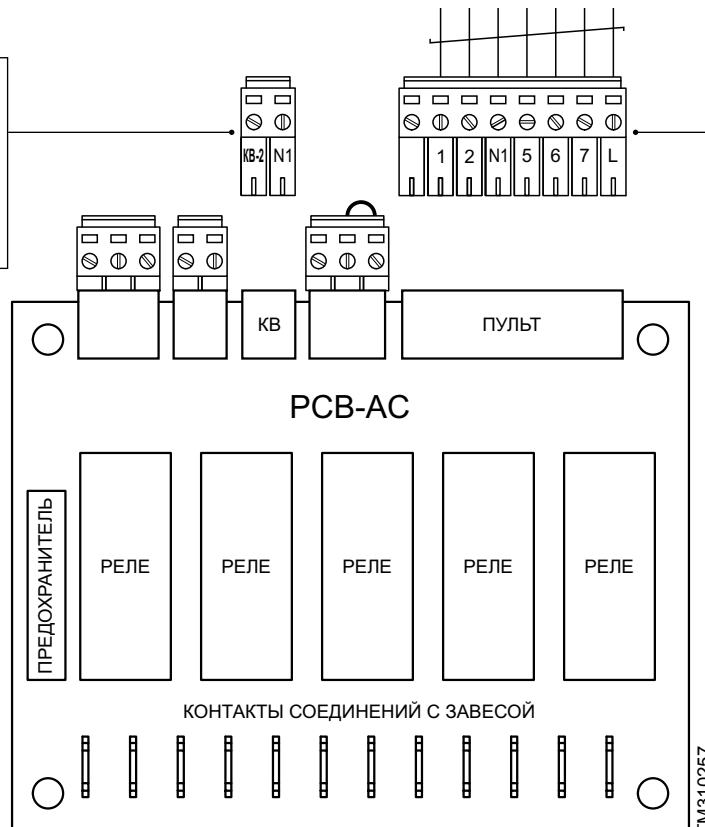 КВ-2 N1
1 2 N1 5 6 7 L
КВ
ПУЛЬТ
PCB-AC
ПРЕДОХРАНИТЕЛЬ
РЕЛЕ РЕЛЕ РЕЛЕ РЕЛЕ РЕЛЕ
КОНТАКТЫ СОЕДИНЕНИЙ С ЗАВЕСОЙ